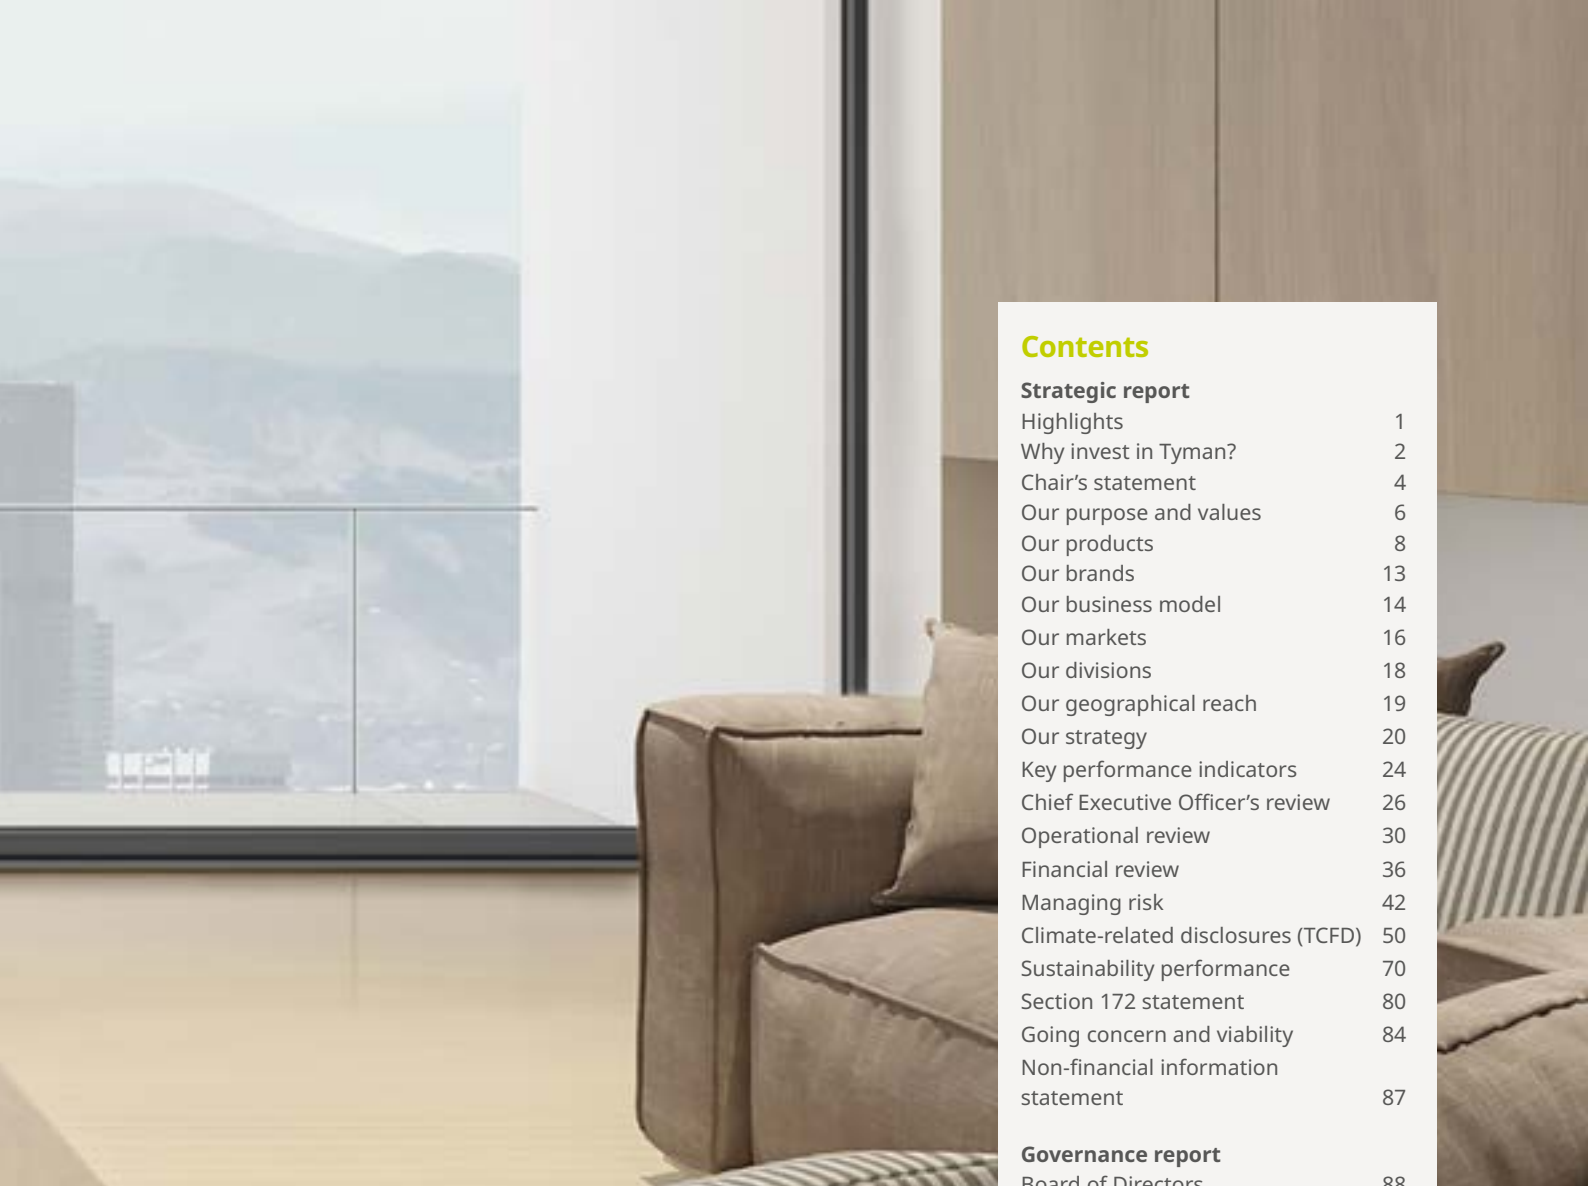 Contents
Strategic report
Highlights 1
Why invest in Tyman? 2
Chair’s statement 4
Our purpose and values 6
Our products 8
Our brands 13
Our business model 14
Our markets 16
Our divisions 18
Our geographical reach 19
Our strategy 20
Key performance indicators 24
Chief Executive Officer’s review 26
Operational review 30
Financial review 36
Managing risk 42
Climate-related disclosures (TCFD) 50
Sustainability performance 70
Section 172 statement 80
Going concern and viability 84
Non-financial information
statement 87
Governance report
Board of Directors 88